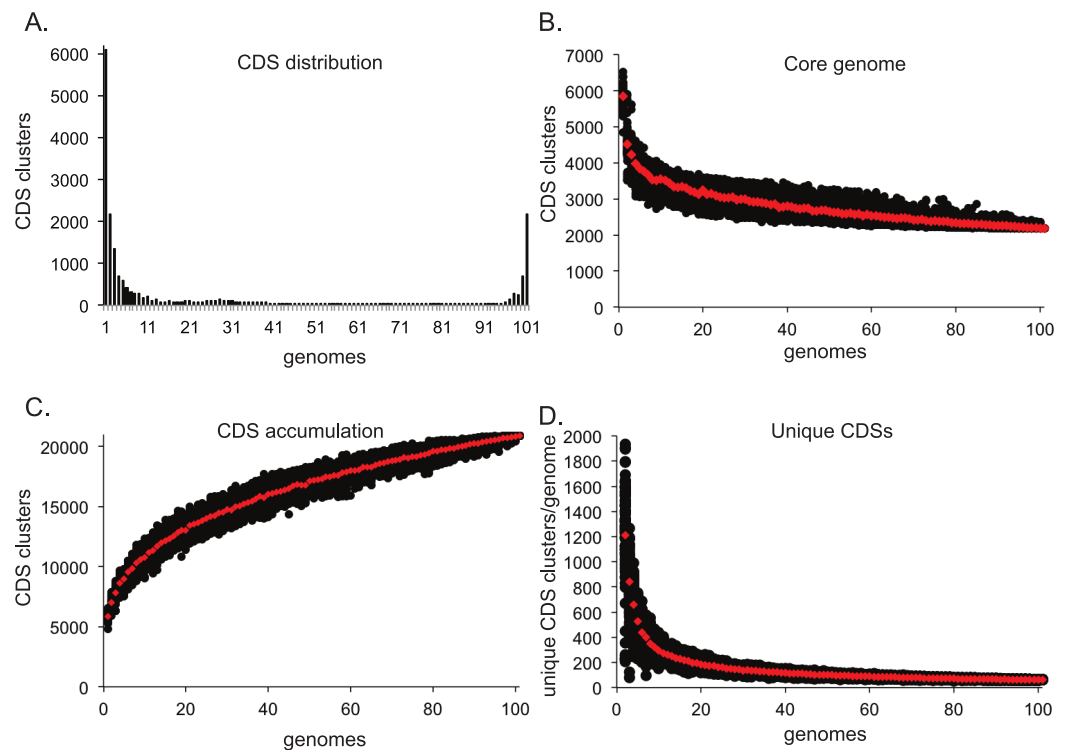 A.
CDS distribution
CDS clusters
6000
5000
4000
3000
2000
1000
0
1 11 21 31 41 51 61 71 81 91 101
genomes
B.
Core genome
CDS clusters
7000
6000
5000
4000
3000
2000
1000
0
0 20 40 60 80 100
genomes
C.
CDS accumulation
CDS clusters
20000
15000
10000
5000
0
0 20 40 60 80 100
genomes
D.
Unique CDSs
unique CDS clusters/genome
2000
1800
1600
1400
1200
1000
800
600
400
200
0
0 20 40 60 80 100
genomes